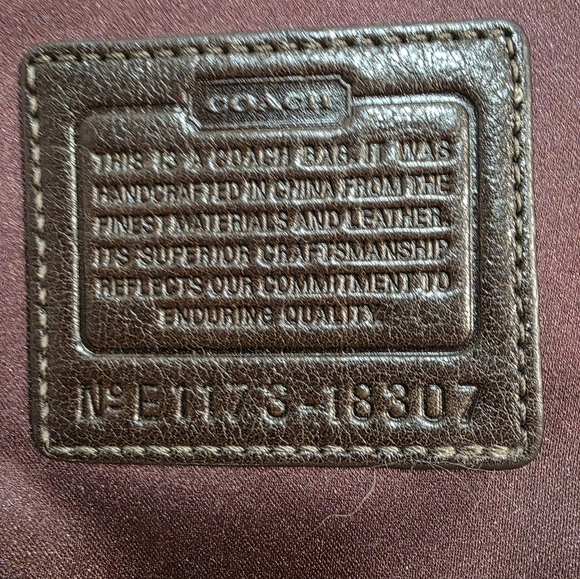 COACH
THIS IS A COACH BAG. IT WAS
HANDCRAFTED IN CHINA FROM THE
FINEST MATERIALS AND LEATHER.
ITS SUPERIOR CRAFTSMANSHIP
REFLECTS OUR COMMITMENT TO
ENDURING QUALITY.
Nº E1173-18307